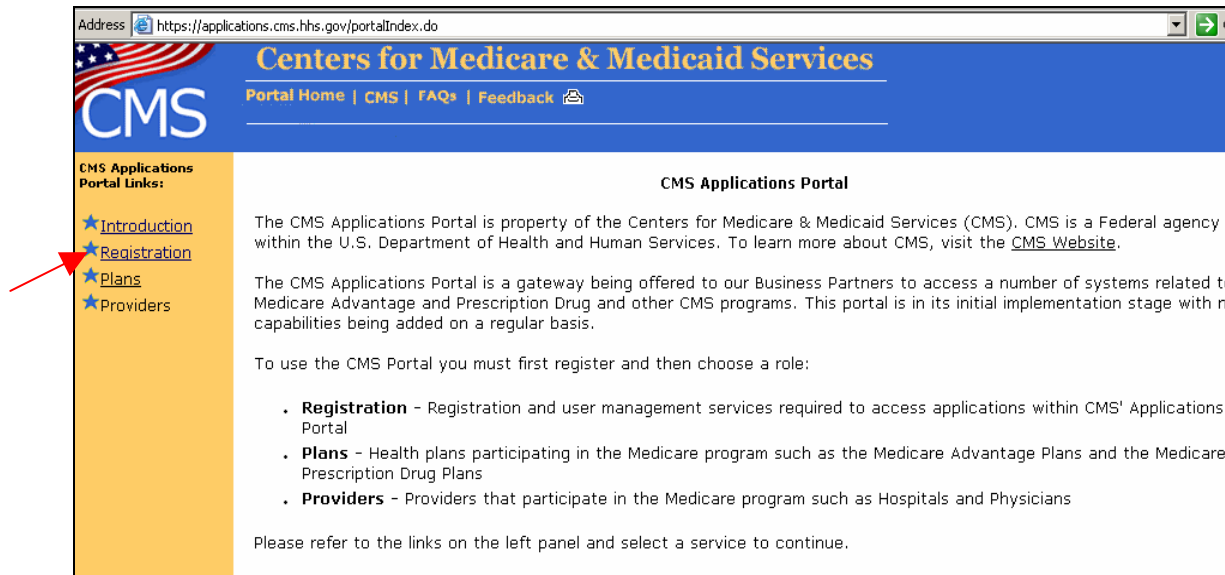 Address https://applications.cms.hhs.gov/portalIndex.do
CMS
Centers for Medicare & Medicaid Services
Portal Home | CMS | FAQs | Feedback
CMS Applications
Portal Links:
Introduction
Registration
Plans
Providers
CMS Applications Portal
The CMS Applications Portal is property of the Centers for Medicare & Medicaid Services (CMS). CMS is a Federal agency
within the U.S. Department of Health and Human Services. To learn more about CMS, visit the CMS Website.
The CMS Applications Portal is a gateway being offered to our Business Partners to access a number of systems related
Medicare Advantage and Prescription Drug and other CMS programs. This portal is in its initial implementation stage with
capabilities being added on a regular basis.
To use the CMS Portal you must first register and then choose a role:
• Registration - Registration and user management services required to access applications within CMS' Applications
Portal
• Plans - Health plans participating in the Medicare program such as the Medicare Advantage Plans and the Medicare
Prescription Drug Plans
• Providers - Providers that participate in the Medicare program such as Hospitals and Physicians
Please refer to the links on the left panel and select a service to continue.